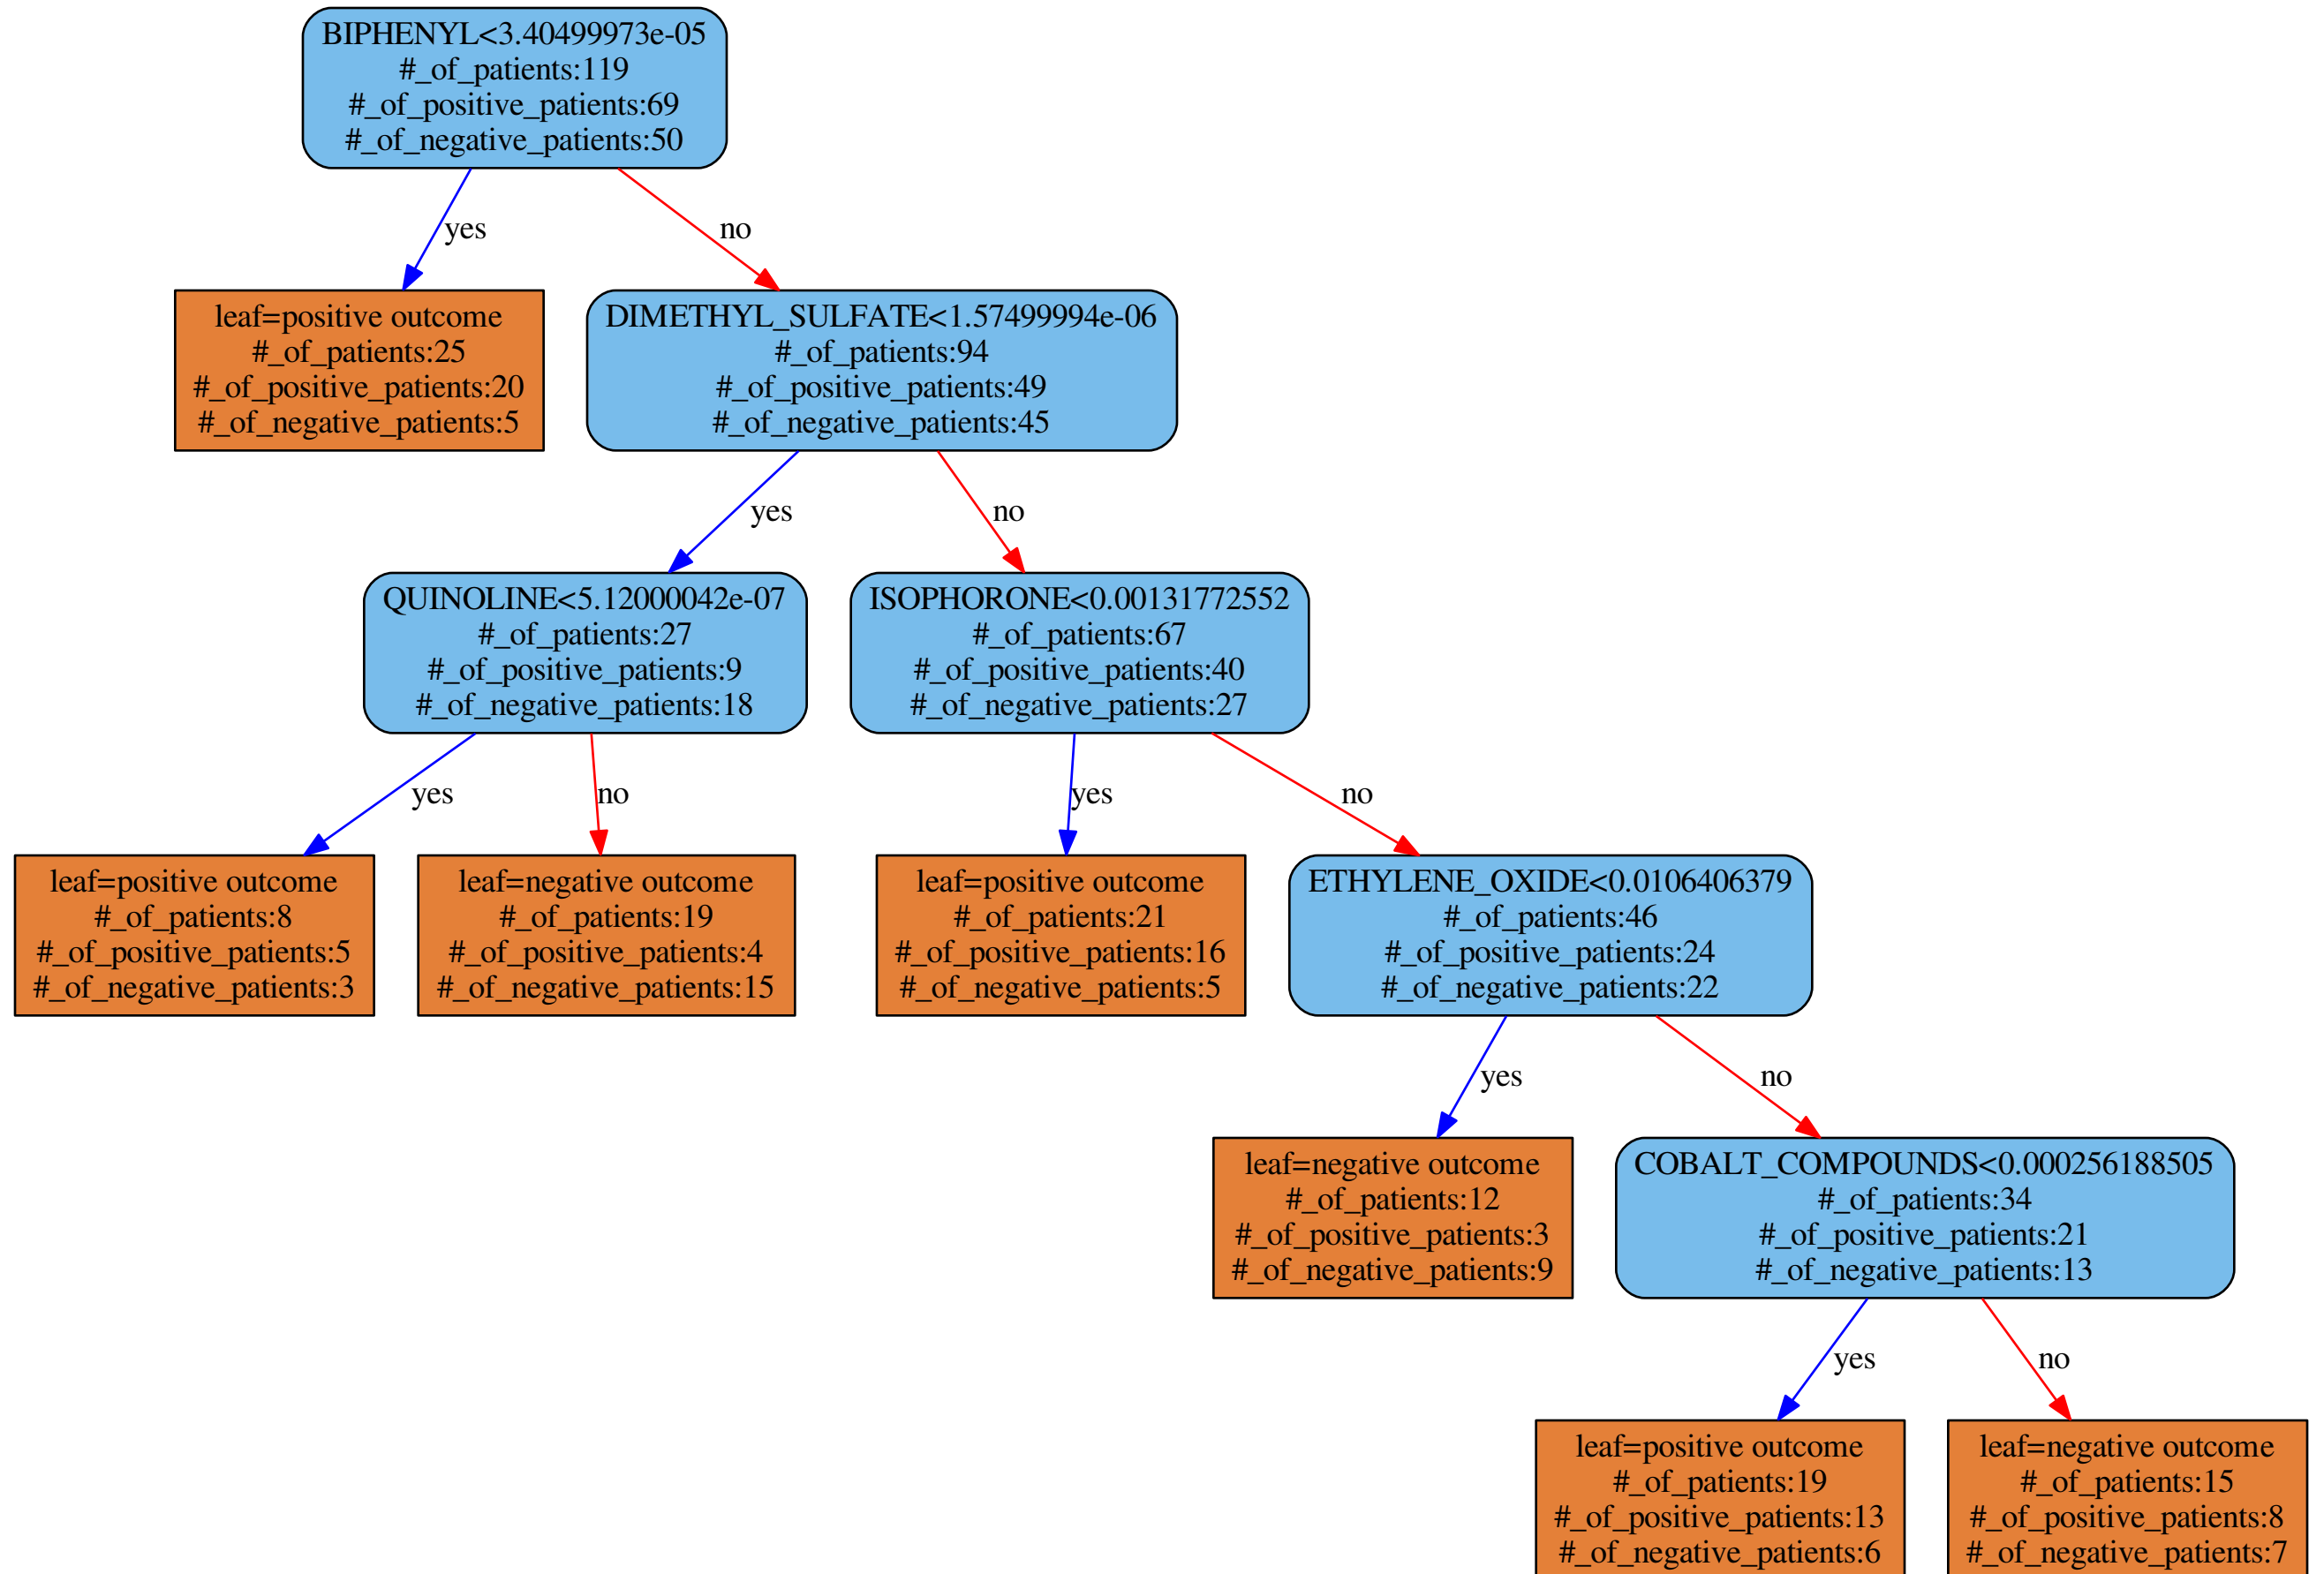 BIPHENYL<3.40499973e-05
#_of_patients:119
#_of_positive_patients:69
#_of_negative_patients:50
yes
no
leaf=positive outcome
#_of_patients:25
#_of_positive_patients:20
#_of_negative_patients:5
DIMETHYL_SULFATE<1.57499994e-06
#_of_patients:94
#_of_positive_patients:49
#_of_negative_patients:45
yes
no
QUINOLINE<5.12000042e-07
#_of_patients:27
#_of_positive_patients:9
#_of_negative_patients:18
ISOPHORONE<0.00131772552
#_of_patients:67
#_of_positive_patients:40
#_of_negative_patients:27
yes
no
yes
no
leaf=positive outcome
#_of_patients:8
#_of_positive_patients:5
#_of_negative_patients:3
leaf=negative outcome
#_of_patients:19
#_of_positive_patients:4
#_of_negative_patients:15
leaf=positive outcome
#_of_patients:21
#_of_positive_patients:16
#_of_negative_patients:5
ETHYLENE_OXIDE<0.0106406379
#_of_patients:46
#_of_positive_patients:24
#_of_negative_patients:22
yes
no
leaf=negative outcome
#_of_patients:12
#_of_positive_patients:3
#_of_negative_patients:9
COBALT_COMPOUNDS<0.000256188505
#_of_patients:34
#_of_positive_patients:21
#_of_negative_patients:13
yes
no
leaf=positive outcome
#_of_patients:19
#_of_positive_patients:13
#_of_negative_patients:6
leaf=negative outcome
#_of_patients:15
#_of_positive_patients:8
#_of_negative_patients:7